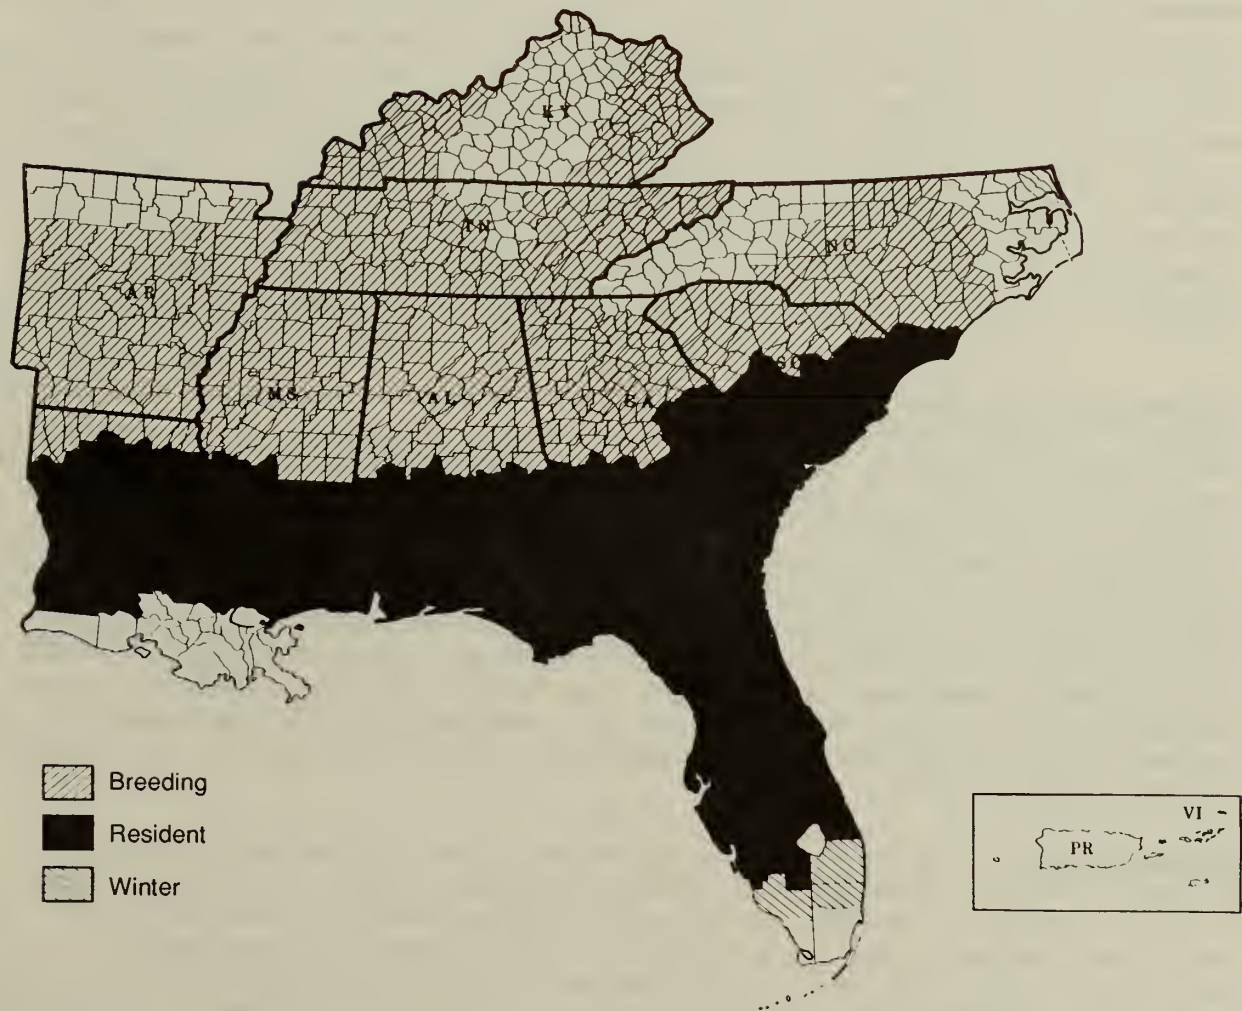 KY
TN
NC
AR
SC
MS
AL
GA
Breeding
Resident
Winter
VI
PR